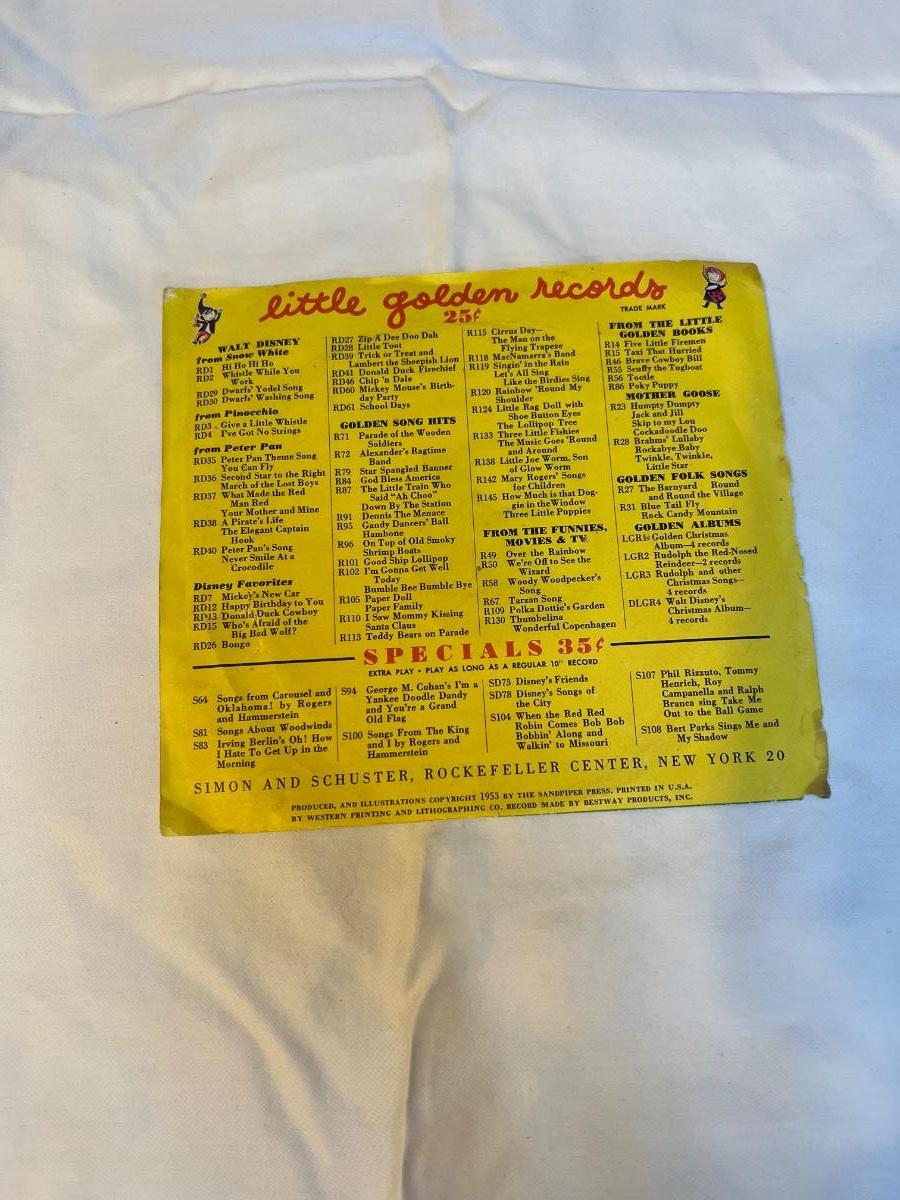 little golden records
25¢
TRADE MARK
WALT DISNEY
from Snow White
RD1 Hi Ho Hi Ho
RD2 Whistle While You
Work
RD29 Dwarfs' Yodel Song
RD30 Dwarfs' Washing Song
from Pinocchio
RD3 Give a Little Whistle
RD4 I've Got No Strings
from Peter Pan
RD35 Peter Pan Theme Song
You Can Fly
RD36 Second Star to the Right
March of the Lost Boys
RD37 What Made the Red
Man Red
Your Mother and Mine
RD38 A Pirate's Life
The Elegant Captain
Hook
RD40 Peter Pan's Song
Never Smile At a
Crocodile
Disney Favorites
RD7 Mickey's New Car
RD12 Happy Birthday to You
RD13 Donald Duck Cowboy
RD15 Who's Afraid of the
Big Bad Wolf?
RD26 Bongo
RD27 Zip A Dee Doo Dah
RD28 Little Toot
RD39 Trick or Treat and
Lambert the Sheepish Lion
RD41 Donald Duck Firechief
RD46 Chip 'n Dale
RD60 Mickey Mouse's Birth-
day Party
RD61 School Days
GOLDEN SONG HITS
R71 Parade of the Wooden
Soldiers
R72 Alexander's Ragtime
Band
R79 Star Spangled Banner
R84 God Bless America
R87 The Little Train Who
Said "Ah Choo"
Down By The Station
R91 Dennis The Menace
R95 Gandy Dancers' Ball
Hambone
R96 On Top of Old Smoky
Shrimp Boats
R101 Good Ship Lollipop
R102 I'm Gonna Get Well
Today
Bumble Bee Bumble Bye
R105 Paper Doll
Paper Family
R110 I Saw Mommy Kissing
Santa Claus
R113 Teddy Bears on Parade
R115 Circus Day—
The Man on the
Flying Trapeze
R118 MacNamarra's Band
R119 Singin' in the Rain
Let's All Sing
Like the Birdies Sing
R120 Rainbow 'Round My
Shoulder
R124 Little Rag Doll with
Shoe Button Eyes
The Lollipop Tree
R133 Three Little Fishies
The Music Goes 'Round
and Around
R138 Little Joe Worm, Son
of Glow Worm
R142 Mary Rogers' Songs
for Children
R145 How Much is that Dog-
gie in the Window
Three Little Puppies
FROM THE FUNNIES,
MOVIES & TV
R49 Over the Rainbow
R50 We're Off to See the
Wizard
R58 Woody Woodpecker's
Song
R67 Tarzan Song
R109 Polka Dottie's Garden
R130 Thumbelina
Wonderful Copenhagen
FROM THE LITTLE
GOLDEN BOOKS
R14 Five Little Firemen
R15 Taxi That Hurried
R46 Brave Cowboy Bill
R55 Scuffy the Tugboat
R56 Tootle
R86 Poky Puppy
MOTHER GOOSE
R23 Humpty Dumpty
Jack and Jill
Skip to my Lou
Cockadoodle Doo
R28 Brahms' Lullaby
Rockabye Baby
Twinkle, Twinkle,
Little Star
GOLDEN FOLK SONGS
R27 The Barnyard Round
and Round the Village
R31 Blue Tail Fly
Rock Candy Mountain
GOLDEN ALBUMS
LGR1 Golden Christmas
Album—4 records
LGR2 Rudolph the Red-Nosed
Reindeer—2 records
LGR3 Rudolph and other
Christmas Songs—
4 records
DLGR4 Walt Disney's
Christmas Album—
4 records
SPECIALS 35¢
EXTRA PLAY • PLAY AS LONG AS A REGULAR 10" RECORD
S64 Songs from Carousel and
Oklahoma! by Rogers
and Hammerstein
S81 Songs About Woodwinds
S83 Irving Berlin's Oh! How
I Hate To Get Up in the
Morning
S94 George M. Cohan's I'm a
Yankee Doodle Dandy
and You're a Grand
Old Flag
S100 Songs From The King
and I by Rogers and
Hammerstein
SD73 Disney's Friends
SD78 Disney's Songs of
the City
S104 When the Red Red
Robin Comes Bob Bob
Bobbin' Along and
Walkin' to Missouri
S107 Phil Rizzuto, Tommy
Henrich, Roy
Campanella and Ralph
Branca sing Take Me
Out to the Ball Game
S108 Bert Parks Sings Me and
My Shadow
SIMON AND SCHUSTER, ROCKEFELLER CENTER, NEW YORK 20
PRODUCED, AND ILLUSTRATIONS COPYRIGHT 1953 BY THE SANDPIPER PRESS. PRINTED IN U.S.A.
BY WESTERN PRINTING AND LITHOGRAPHING CO. RECORD MADE BY BESTWAY PRODUCTS, INC.